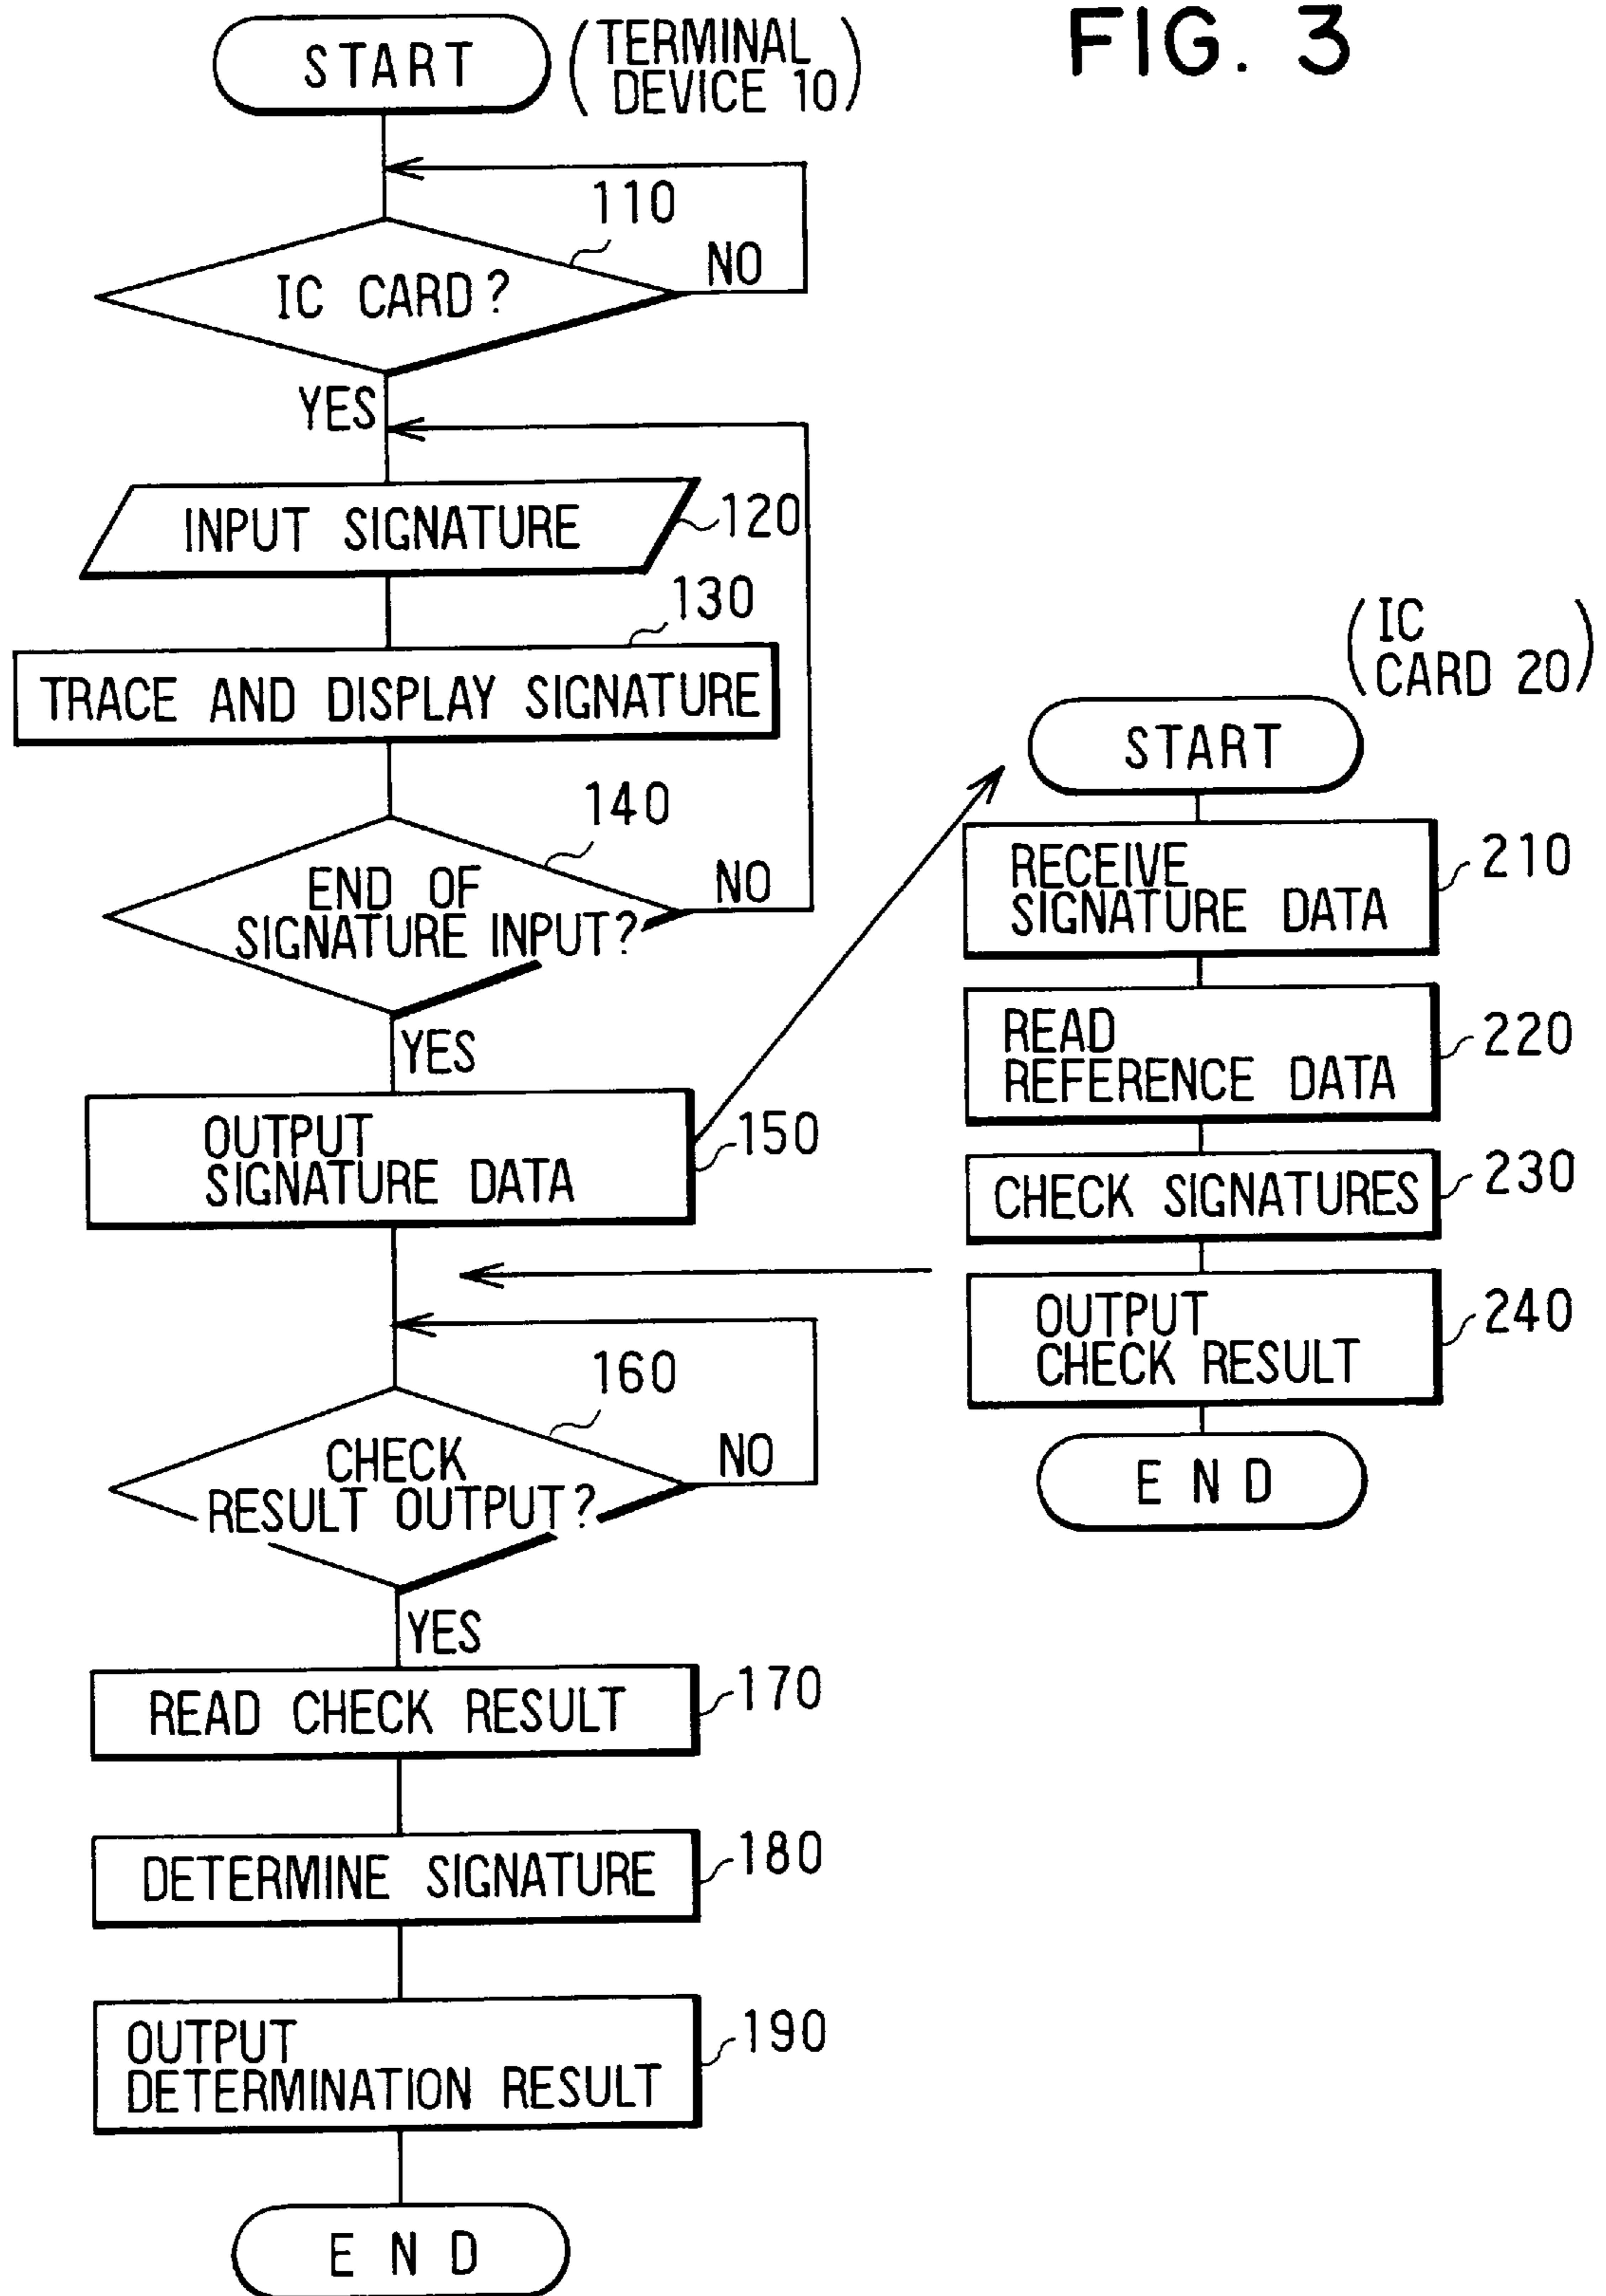 FIG. 3
START
(TERMINAL
DEVICE 10)
110
IC CARD?
NO
YES
INPUT SIGNATURE
120
130
TRACE AND DISPLAY SIGNATURE
140
END OF
SIGNATURE INPUT?
NO
YES
OUTPUT
SIGNATURE DATA
150
160
CHECK
RESULT OUTPUT?
NO
YES
READ CHECK RESULT
170
DETERMINE SIGNATURE
180
OUTPUT
DETERMINATION RESULT
190
END
(IC
CARD 20)
START
RECEIVE
SIGNATURE DATA
210
READ
REFERENCE DATA
220
CHECK SIGNATURES
230
OUTPUT
CHECK RESULT
240
END